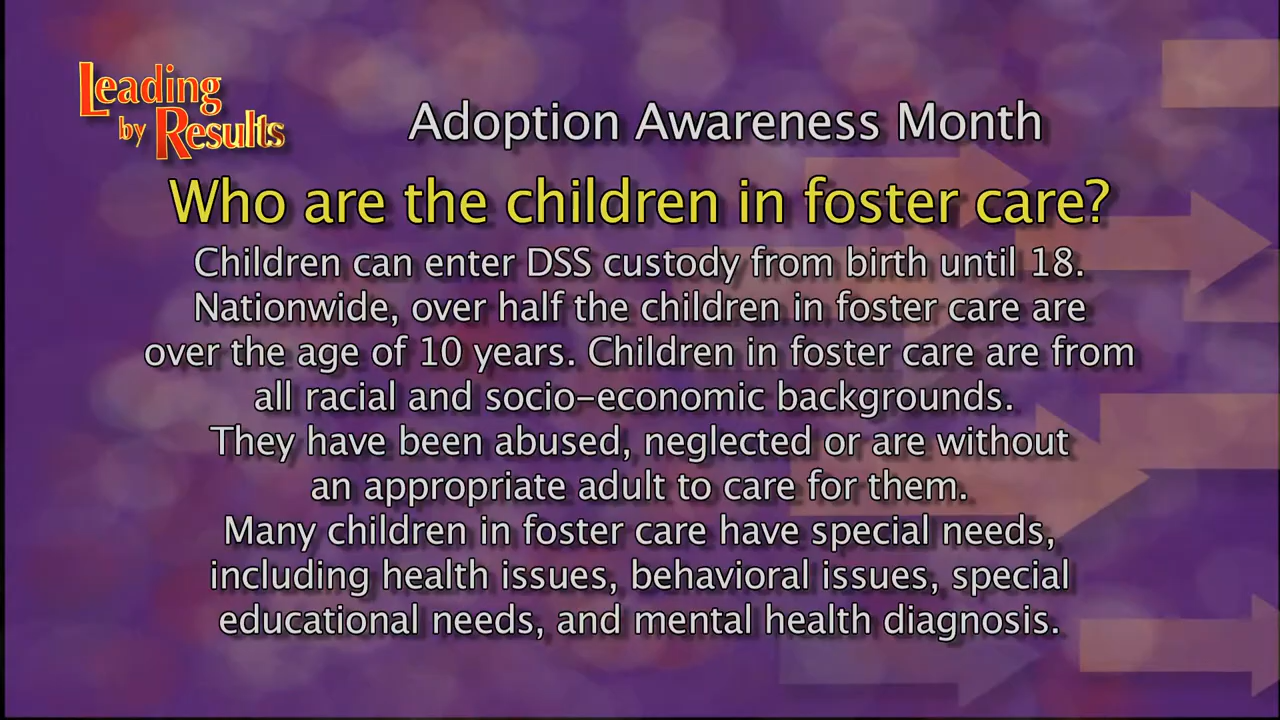 Leading
by Results
Adoption Awareness Month
Who are the children in foster care?
Children can enter DSS custody from birth until 18.
Nationwide, over half the children in foster care are
over the age of 10 years. Children in foster care are from
all racial and socio-economic backgrounds.
They have been abused, neglected or are without
an appropriate adult to care for them.
Many children in foster care have special needs,
including health issues, behavioral issues, special
educational needs, and mental health diagnosis.